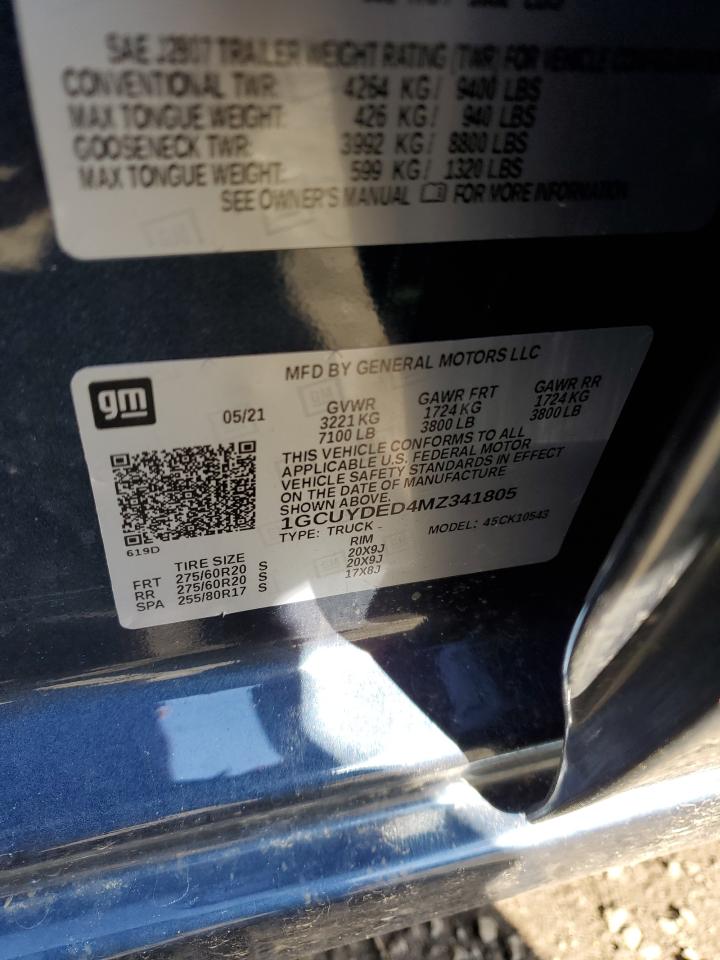 SAE J2807 TRAILER WEIGHT RATING (TWR) FOR VEHICLE
CONVENTIONAL TWR: 4264 KG/ 9400 LBS
MAX TONGUE WEIGHT: 426 KG/ 940 LBS
GOOSENECK TWR: 3992 KG/ 8800 LBS
MAX TONGUE WEIGHT: 599 KG/ 1320 LBS
SEE OWNER'S MANUAL FOR MORE INFORMATION
gm
MFD BY GENERAL MOTORS LLC
05/21 GVWR GAWR FRT GAWR RR
3221 KG 1724 KG 1724 KG
7100 LB 3800 LB 3800 LB
THIS VEHICLE CONFORMS TO ALL
APPLICABLE U.S. FEDERAL MOTOR
VEHICLE SAFETY STANDARDS IN EFFECT
ON THE DATE OF MANUFACTURE
SHOWN ABOVE.
1GCUYDED4MZ341805
TYPE: TRUCK MODEL: 45CK10543
619D
TIRE SIZE RIM
FRT 275/60R20 S 20X9J
RR 275/60R20 S 20X9J
SPA 255/80R17 S 17X8J